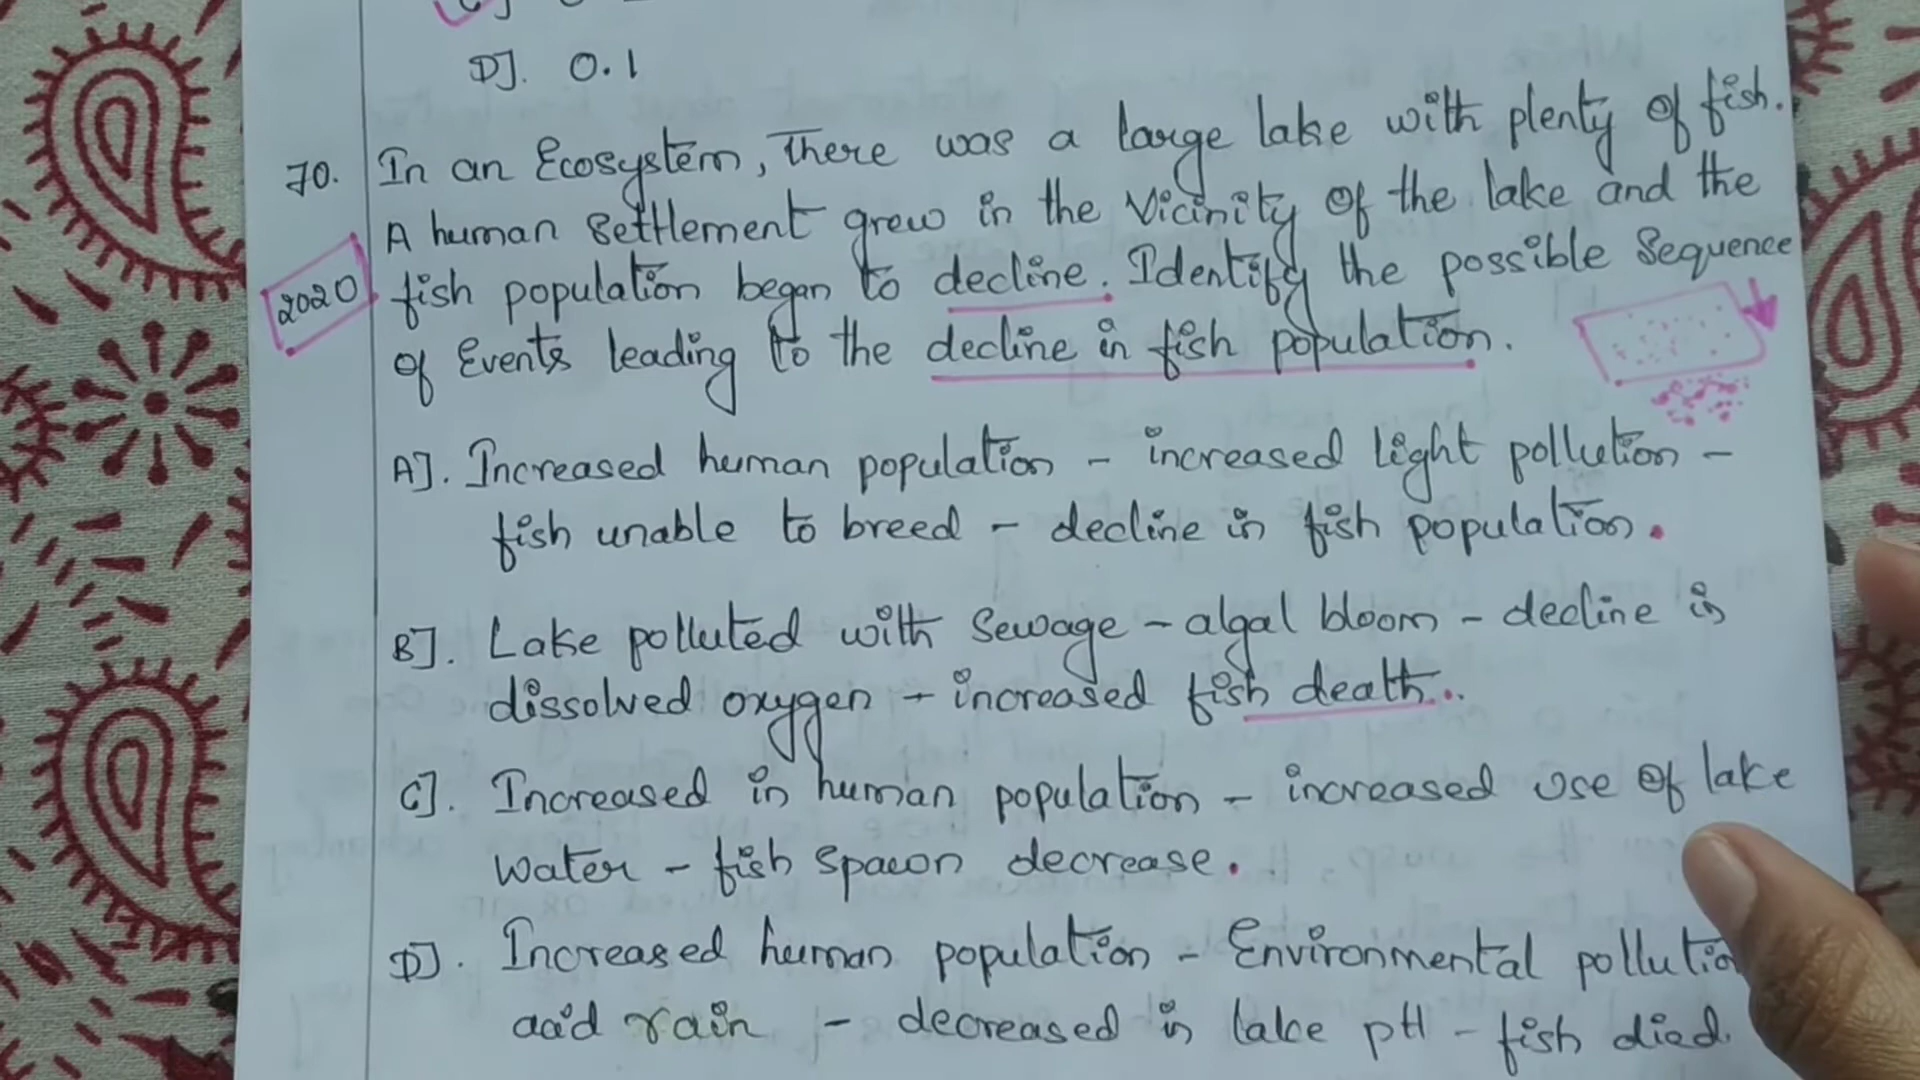 D]. 0.1
70. In an Ecosystem, There was a large lake with plenty of fish.
A human settlement grew in the vicinity of the lake and the
2020
fish population began to decline. Identify the possible Sequence
of Events leading to the decline in fish population.
A]. Increased human population - increased light pollution -
fish unable to breed - decline in fish population.
B]. Lake polluted with Sewage - algal bloom - decline in
dissolved oxygen - increased fish death..
C]. Increased in human population - increased use of lake
water - fish spawn decrease.
D]. Increased human population - Environmental pollutio
acid rain - decreased in lake pH - fish died